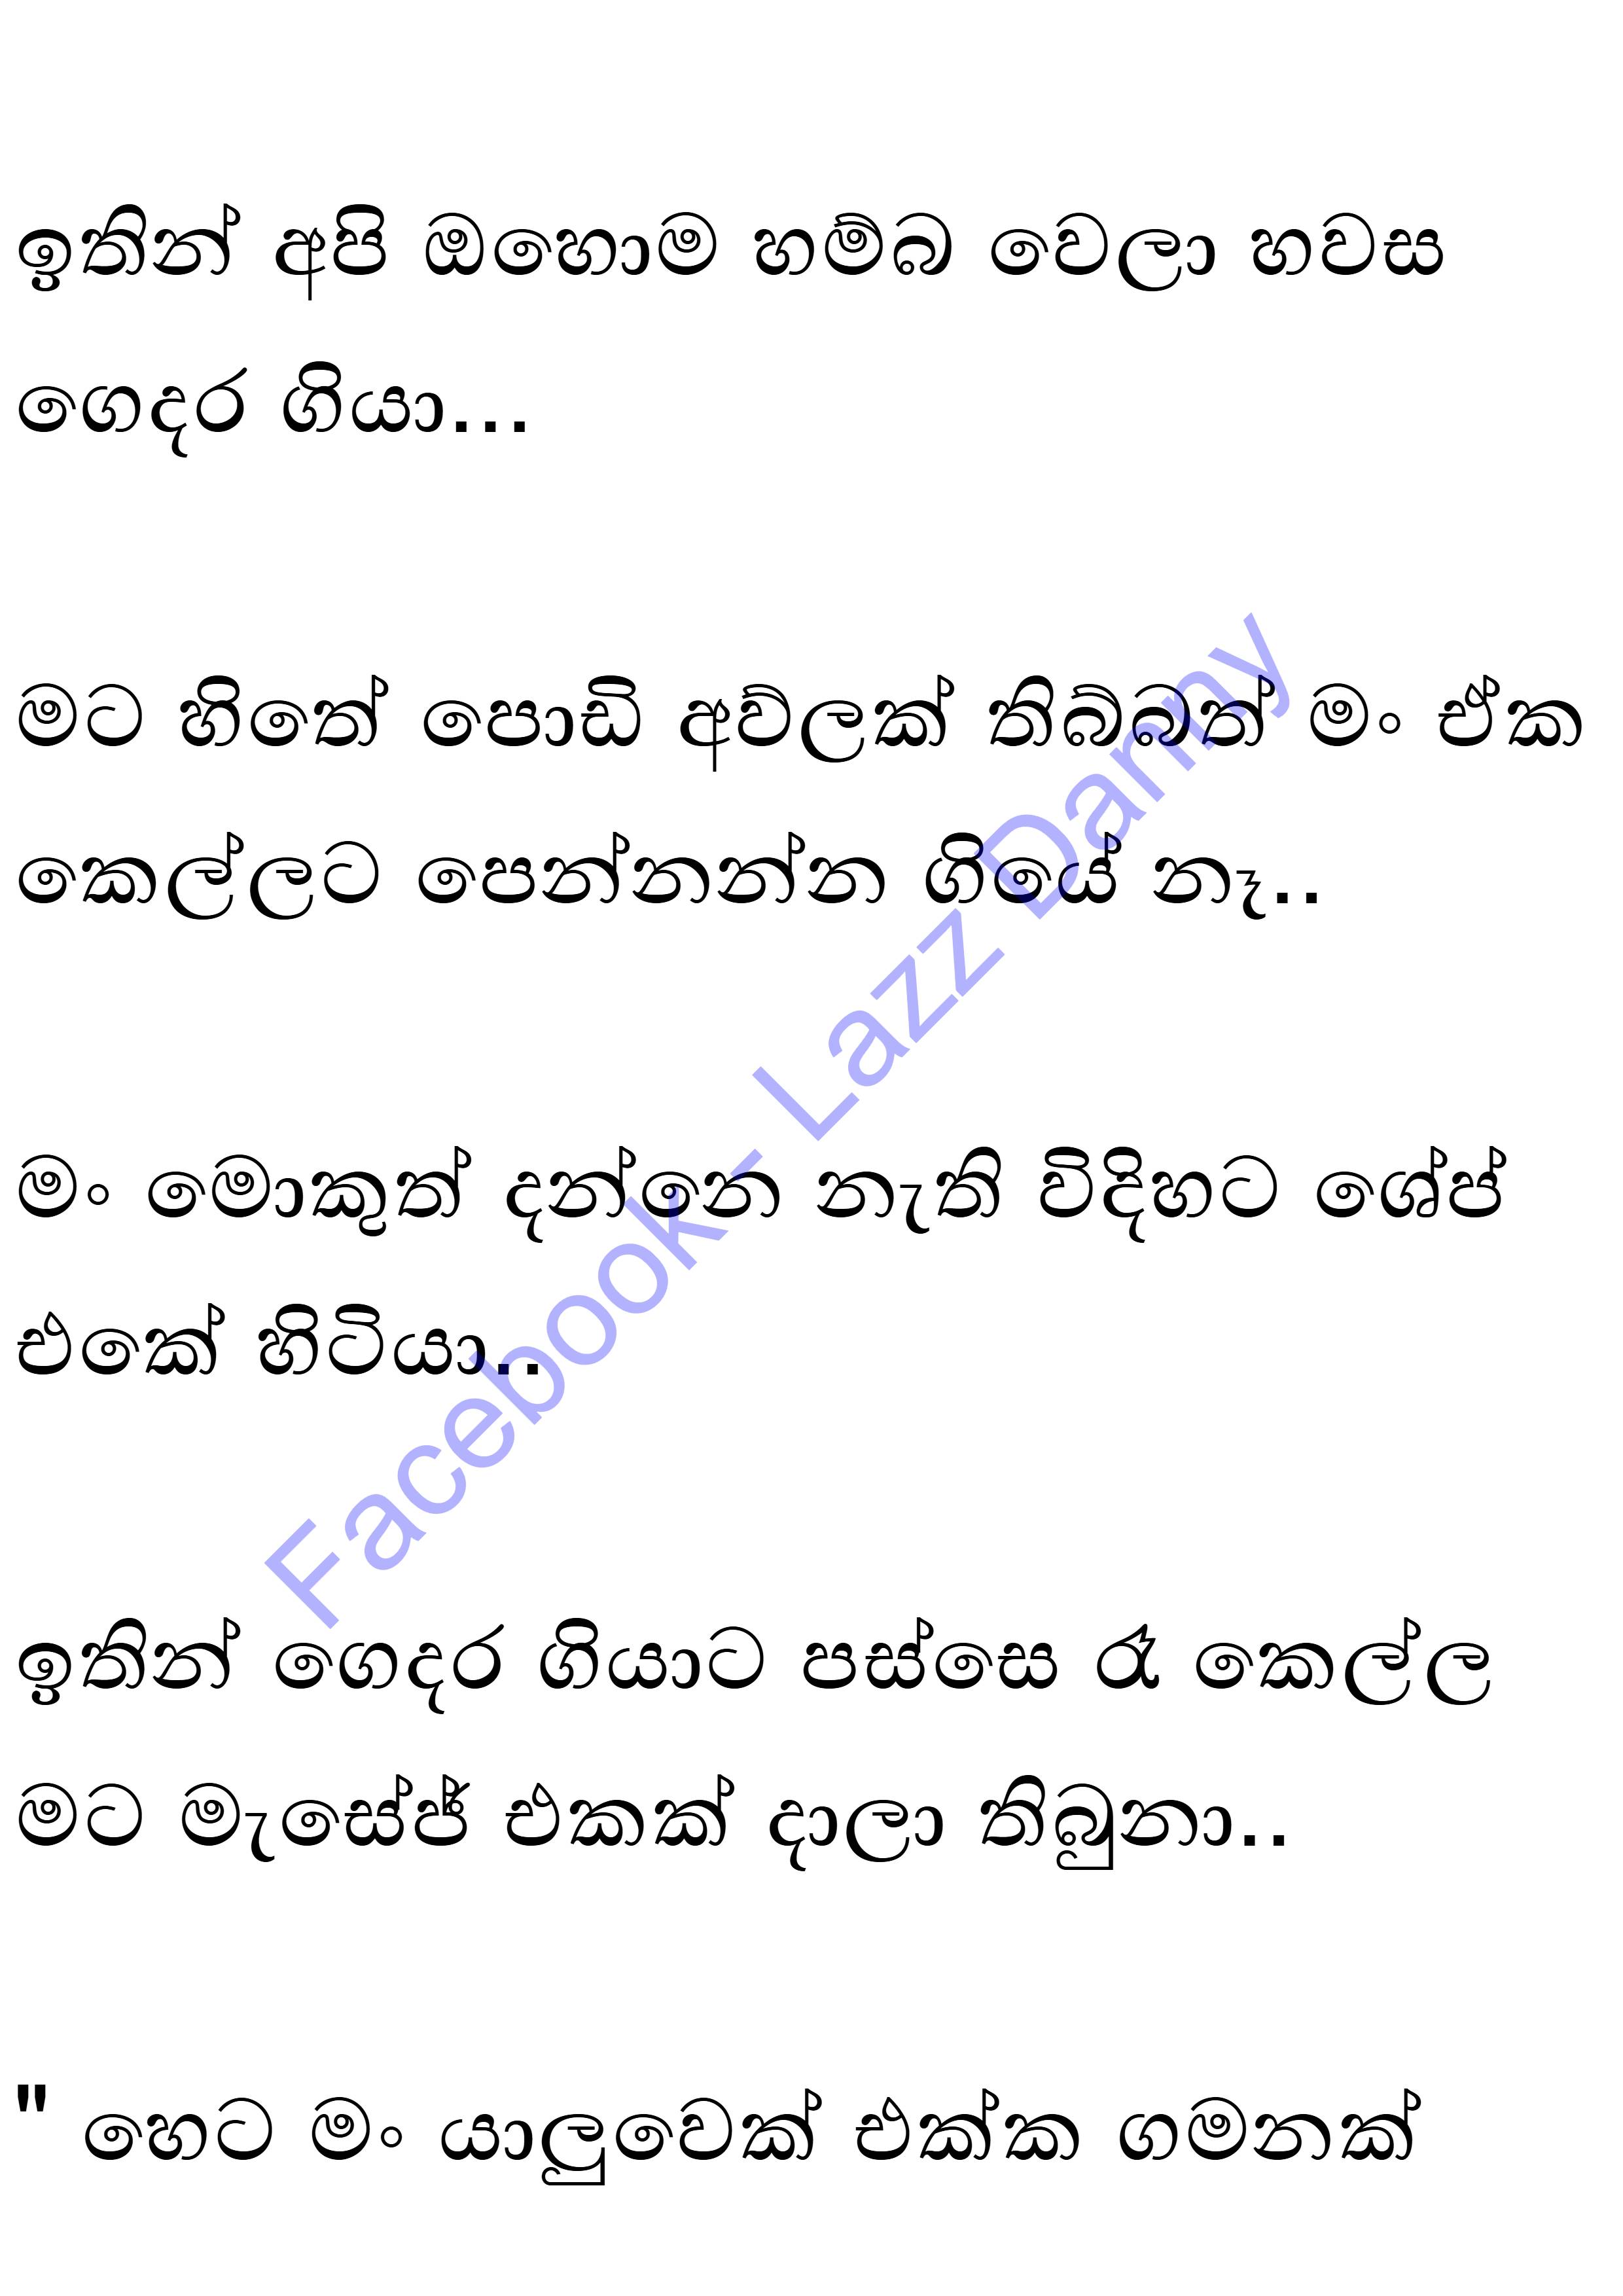 ඉතින් අපි ඔහොම හම්බ වෙලා හවස
ගෙදර ගියා...
මට හිතේ පොඩි අව්ලක් තිබ්බත් මං ඒක
කෙල්ලට පෙන්නන්න ගියේ නෑ..
මං මොකුත් දන්නෙ නැති විදිහට ශේප්
එකේ හිටියා..
ඉතින් ගෙදර ගියාට පස්සෙ රෑ කෙල්ල
මට මැසේජ් එකක් දාලා තිබුනා..
" හෙට මං යාලුවෙක් එක්ක ගමනක්
Facebook- Lazz Danny